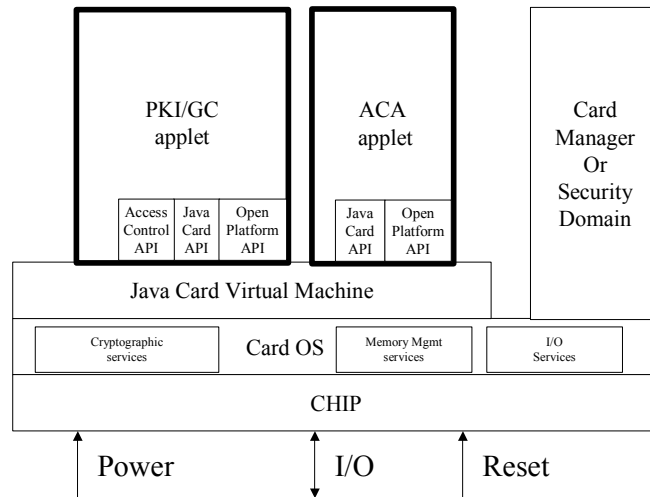 PKI/GC
applet
ACA
applet
Card
Manager
Or
Security
Domain
Access
Control
API
Java
Card
API
Open
Platform
API
Java
Card
API
Open
Platform
API
Java Card Virtual Machine
Cryptographic
services
Card OS
Memory Mgmt
services
I/O
Services
CHIP
Power
I/O
Reset